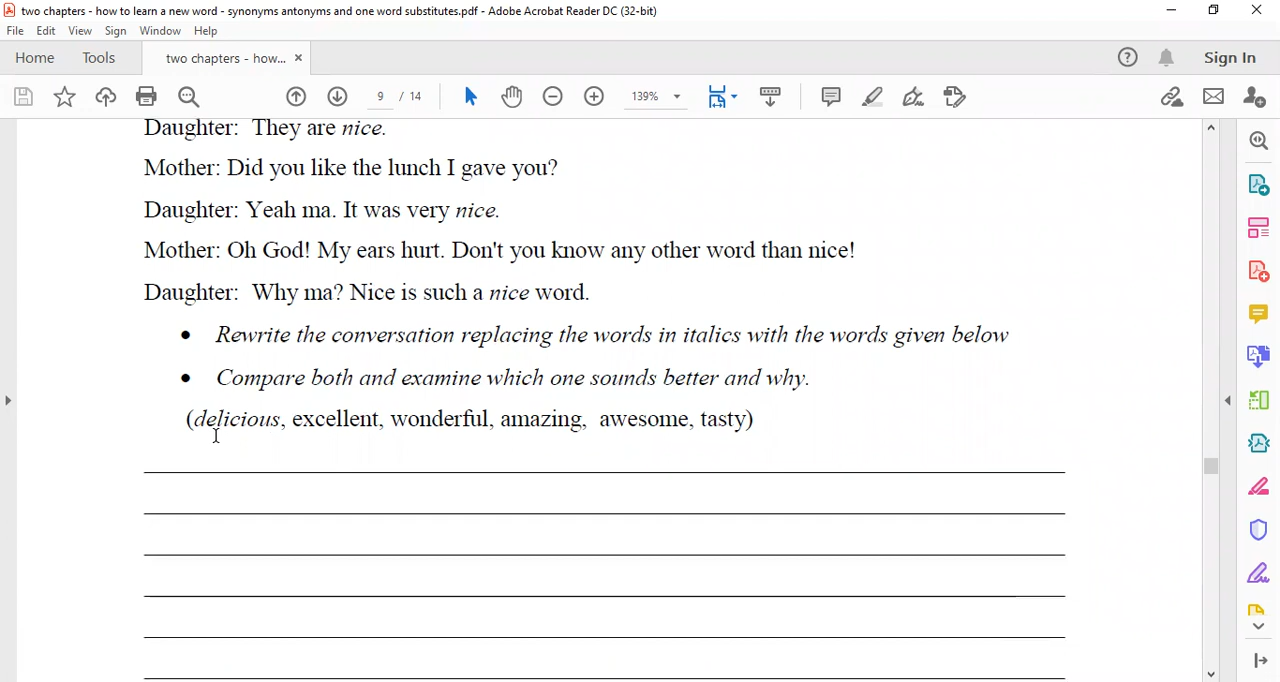 two chapters - how to learn a new word - synonyms antonyms and one word substitutes.pdf - Adobe Acrobat Reader DC (32-bit)
File Edit View Sign Window Help
Home Tools two chapters - how... × Sign In
9 / 14 139%
Daughter: They are nice.
Mother: Did you like the lunch I gave you?
Daughter: Yeah ma. It was very nice.
Mother: Oh God! My ears hurt. Don't you know any other word than nice!
Daughter: Why ma? Nice is such a nice word.
• Rewrite the conversation replacing the words in italics with the words given below
• Compare both and examine which one sounds better and why.
(delicious, excellent, wonderful, amazing, awesome, tasty)